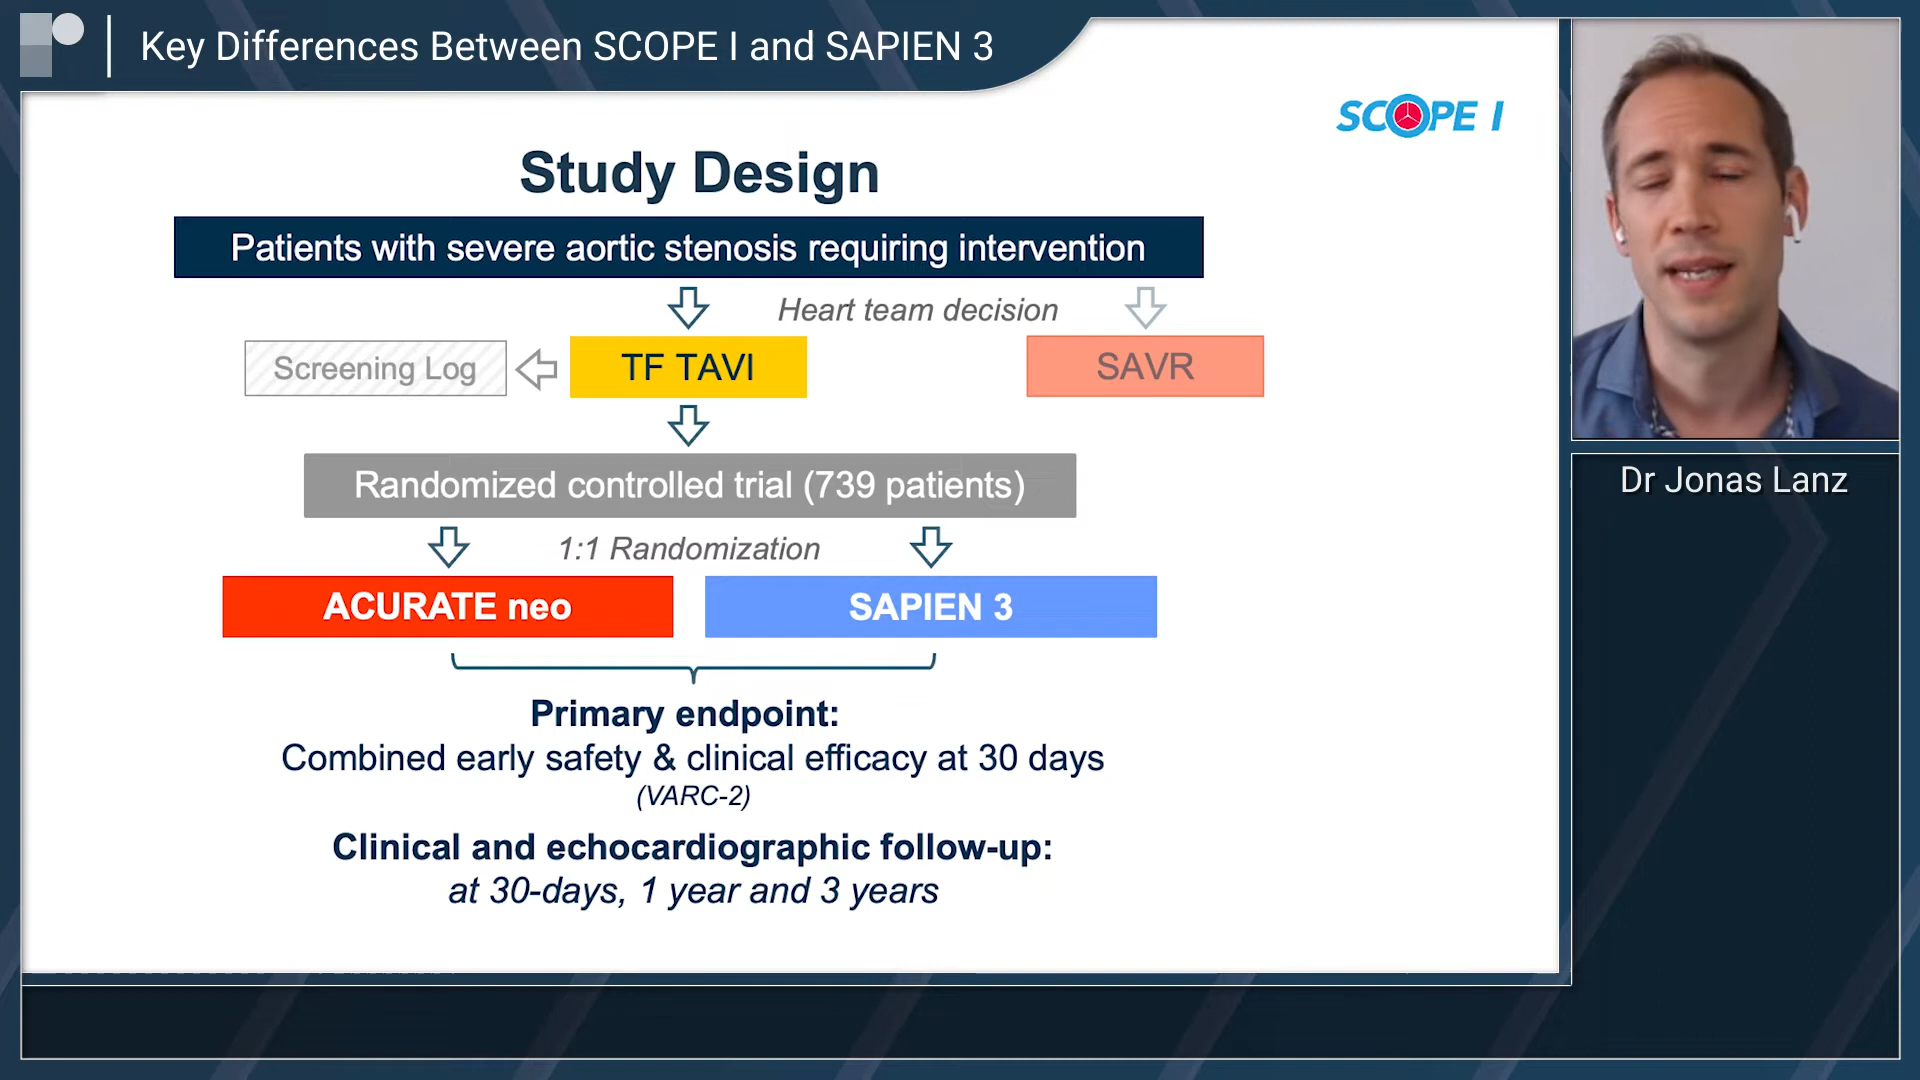 Key Differences Between SCOPE I and SAPIEN 3
SCOPE I
Study Design
Patients with severe aortic stenosis requiring intervention
Heart team decision
Screening Log
TF TAVI
SAVR
Randomized controlled trial (739 patients)
1:1 Randomization
ACURATE neo
SAPIEN 3
Primary endpoint:
Combined early safety & clinical efficacy at 30 days
(VARC-2)
Clinical and echocardiographic follow-up:
at 30-days, 1 year and 3 years
Dr Jonas Lanz